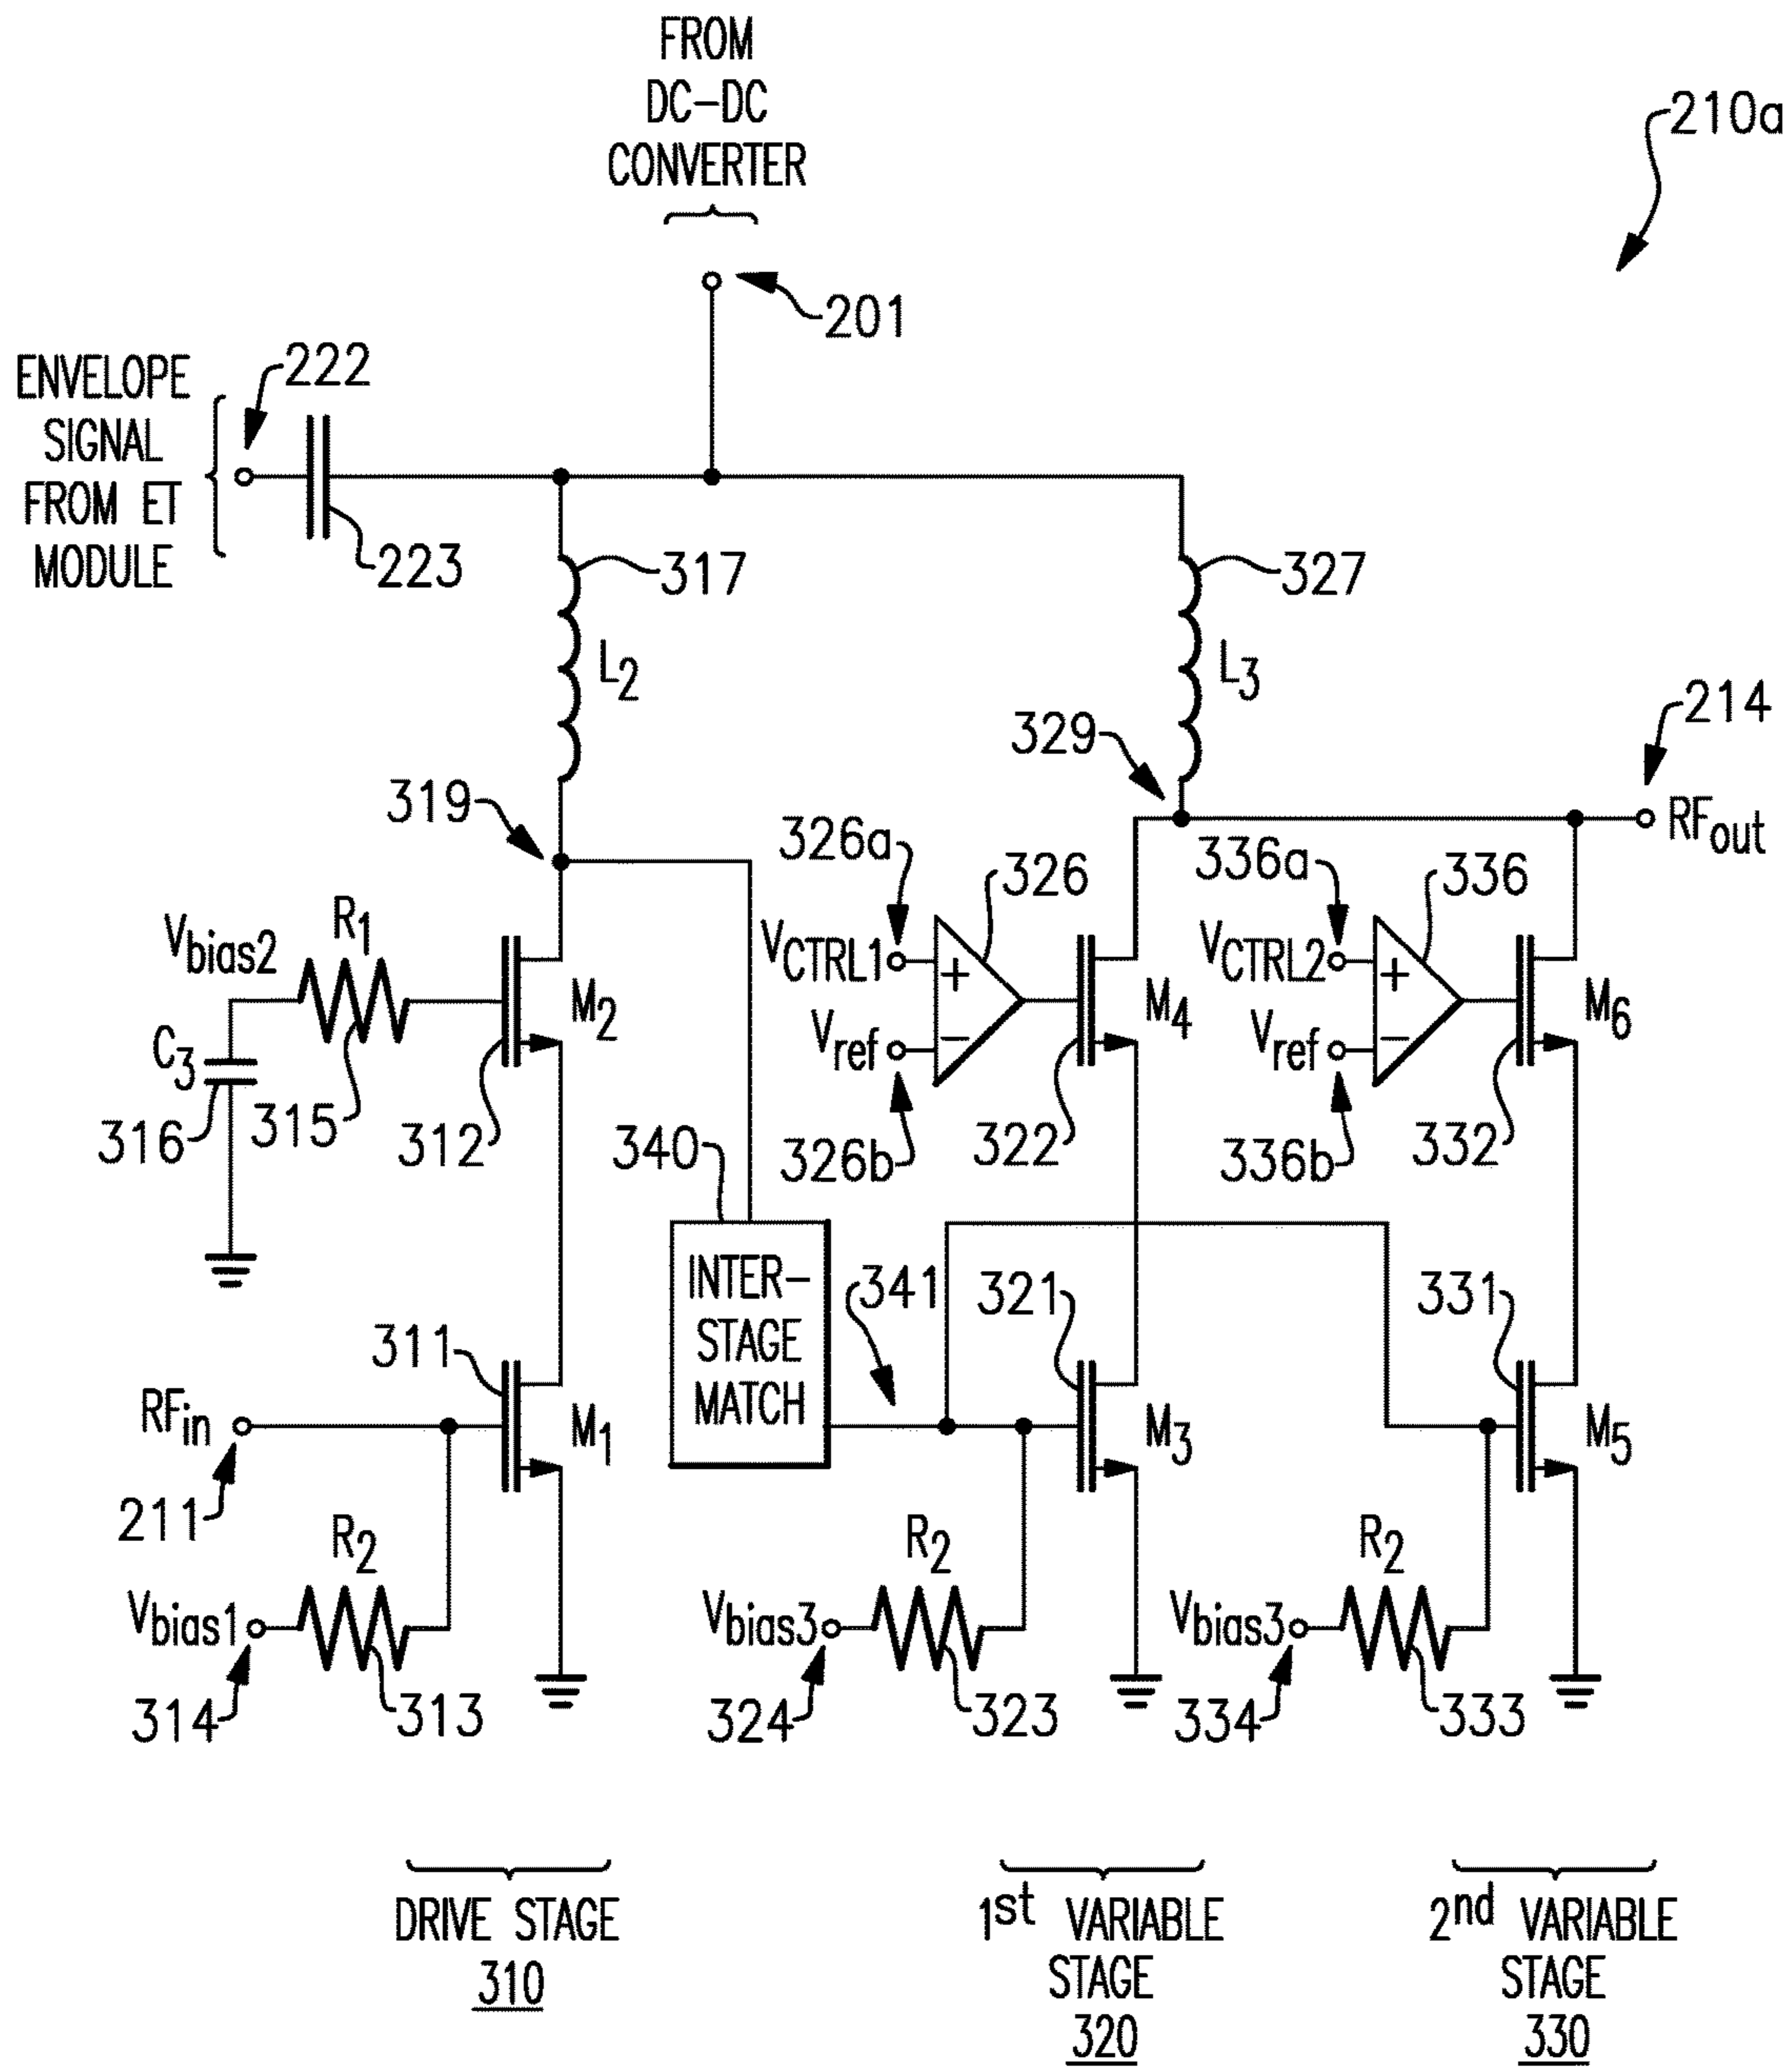 FROM
DC-DC
CONVERTER
210a
201
222
ENVELOPE
SIGNAL
FROM ET
MODULE
223
317
327
L2
L3
329
214
RFout
319
326a
326
336a
336
Vbias2
R1
VCTRL1
+
M4
VCTRL2
+
M6
M2
C3
Vref
−
Vref
−
316
315
312
340
326b
322
336b
332
INTER-
STAGE
MATCH
341
321
331
311
RFin
M1
M3
M5
211
R2
R2
R2
Vbias1
Vbias3
Vbias3
314
313
324
323
334
333
DRIVE STAGE
310
1st VARIABLE
STAGE
320
2nd VARIABLE
STAGE
330